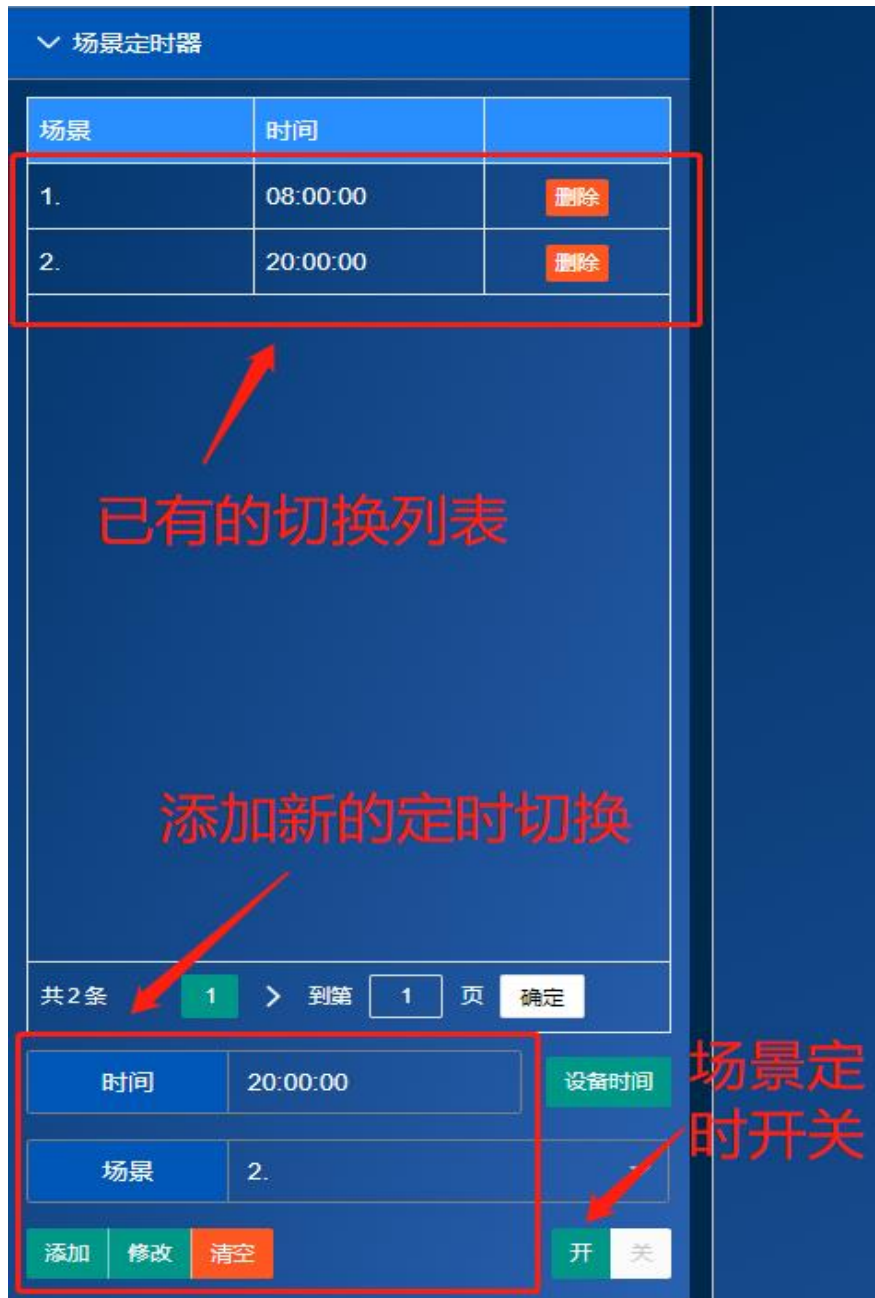 场景定时器
场景 时间
1. 08:00:00 删除
2. 20:00:00 删除
已有的切换列表
添加新的定时切换
共2条 1 > 到第 1 页 确定
时间 20:00:00 设备时间
场景定
时开关
场景 2.
添加 修改 清空 开 关